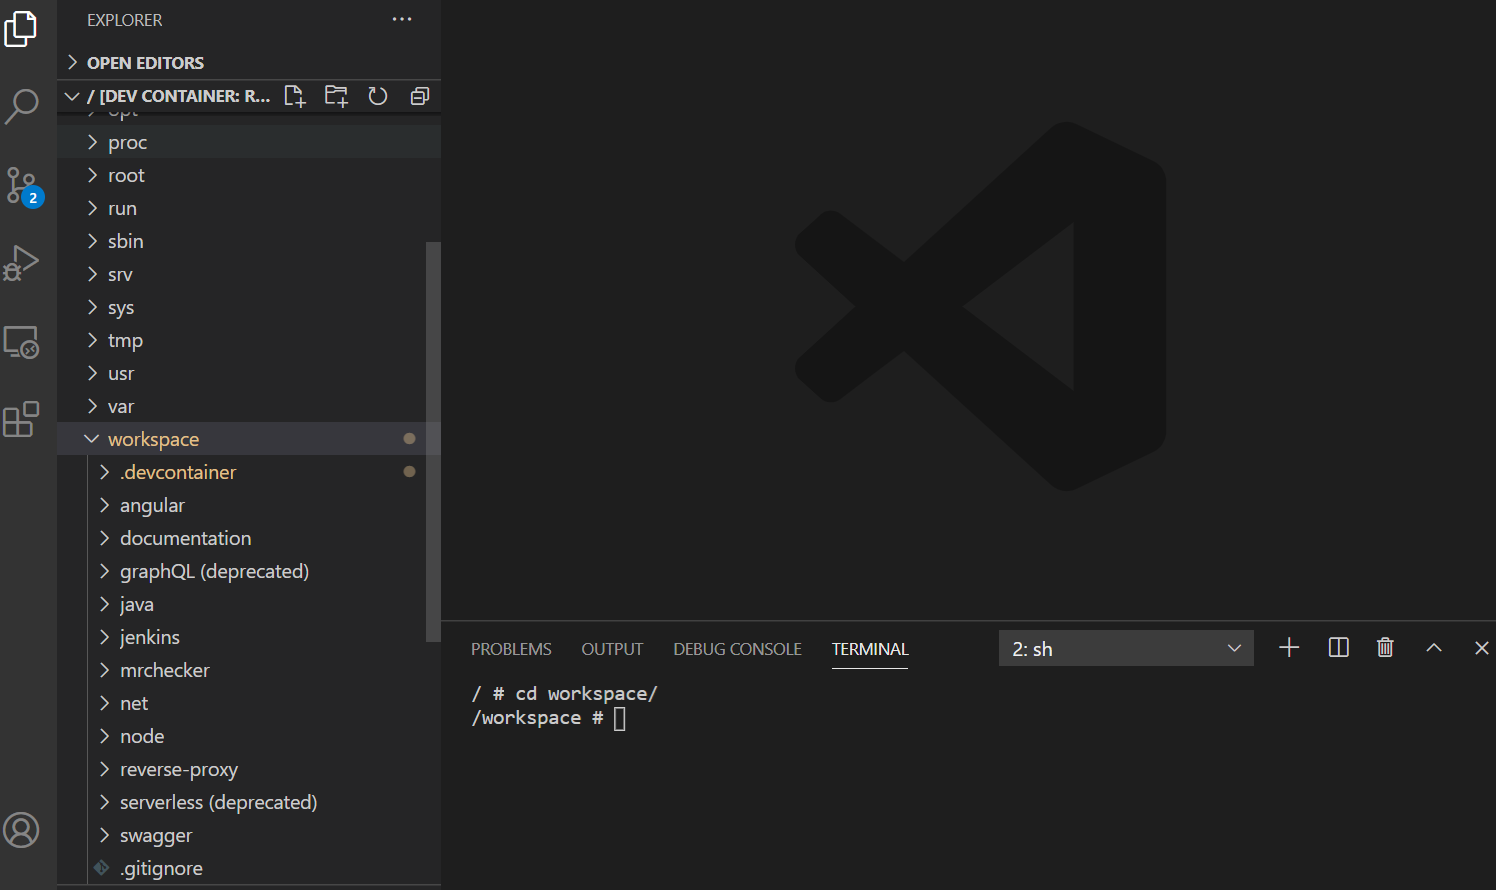 EXPLORER
OPEN EDITORS
/ [DEV CONTAINER: R...
opt
proc
root
run
sbin
srv
sys
tmp
usr
var
workspace
.devcontainer
angular
documentation
graphQL (deprecated)
java
jenkins
mrchecker
net
node
reverse-proxy
serverless (deprecated)
swagger
.gitignore
2
PROBLEMS OUTPUT DEBUG CONSOLE TERMINAL 2: sh
/ # cd workspace/
/workspace #